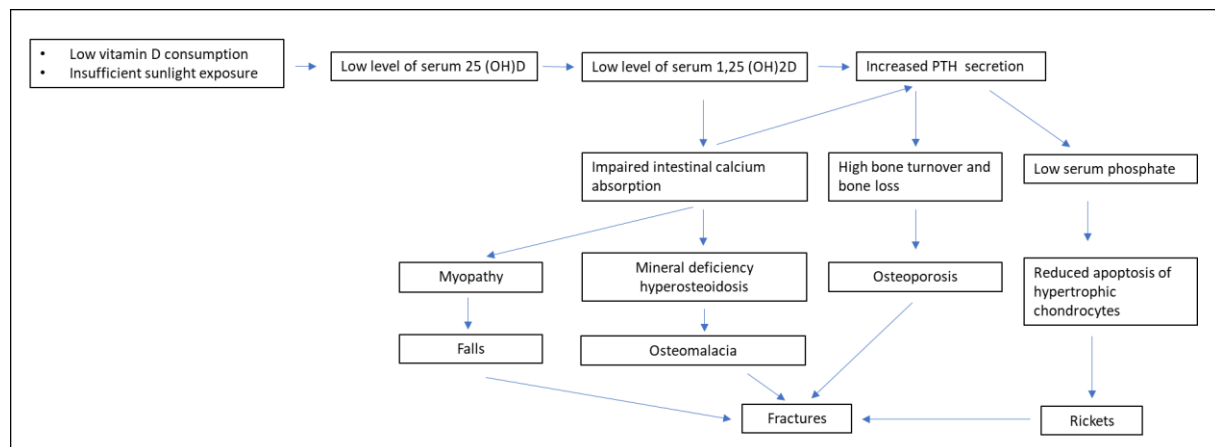 • Low vitamin D consumption
• Insufficient sunlight exposure
Low level of serum 25 (OH)D
Low level of serum 1,25 (OH)2D
Increased PTH secretion
Impaired intestinal calcium
absorption
High bone turnover and
bone loss
Low serum phosphate
Myopathy
Mineral deficiency
hyperosteoidosis
Osteoporosis
Reduced apoptosis of
hypertrophic
chondrocytes
Falls
Osteomalacia
Fractures
Rickets